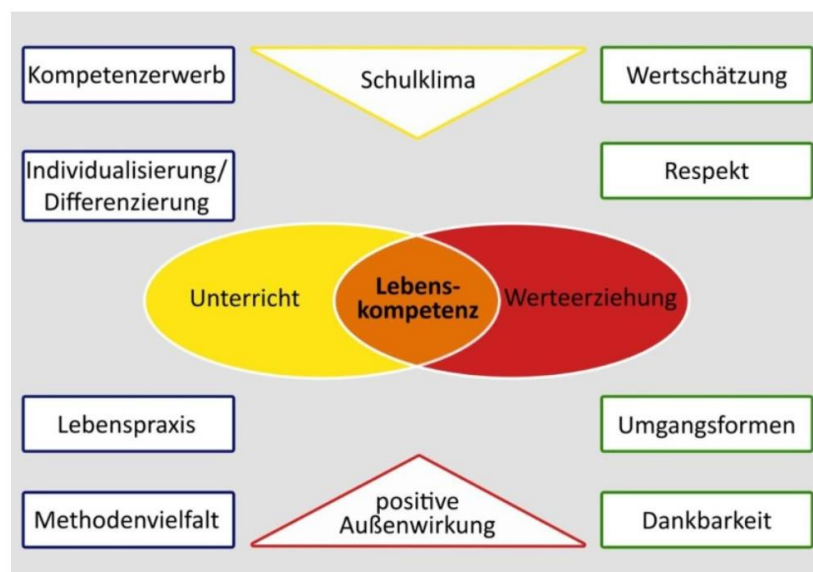 Kompetenzerwerb
Schulklima
Wertschätzung
Individualisierung/
Differenzierung
Respekt
Unterricht
Lebens-
kompetenz
Werteerziehung
Lebenspraxis
Umgangsformen
Methodenvielfalt
positive
Außenwirkung
Dankbarkeit